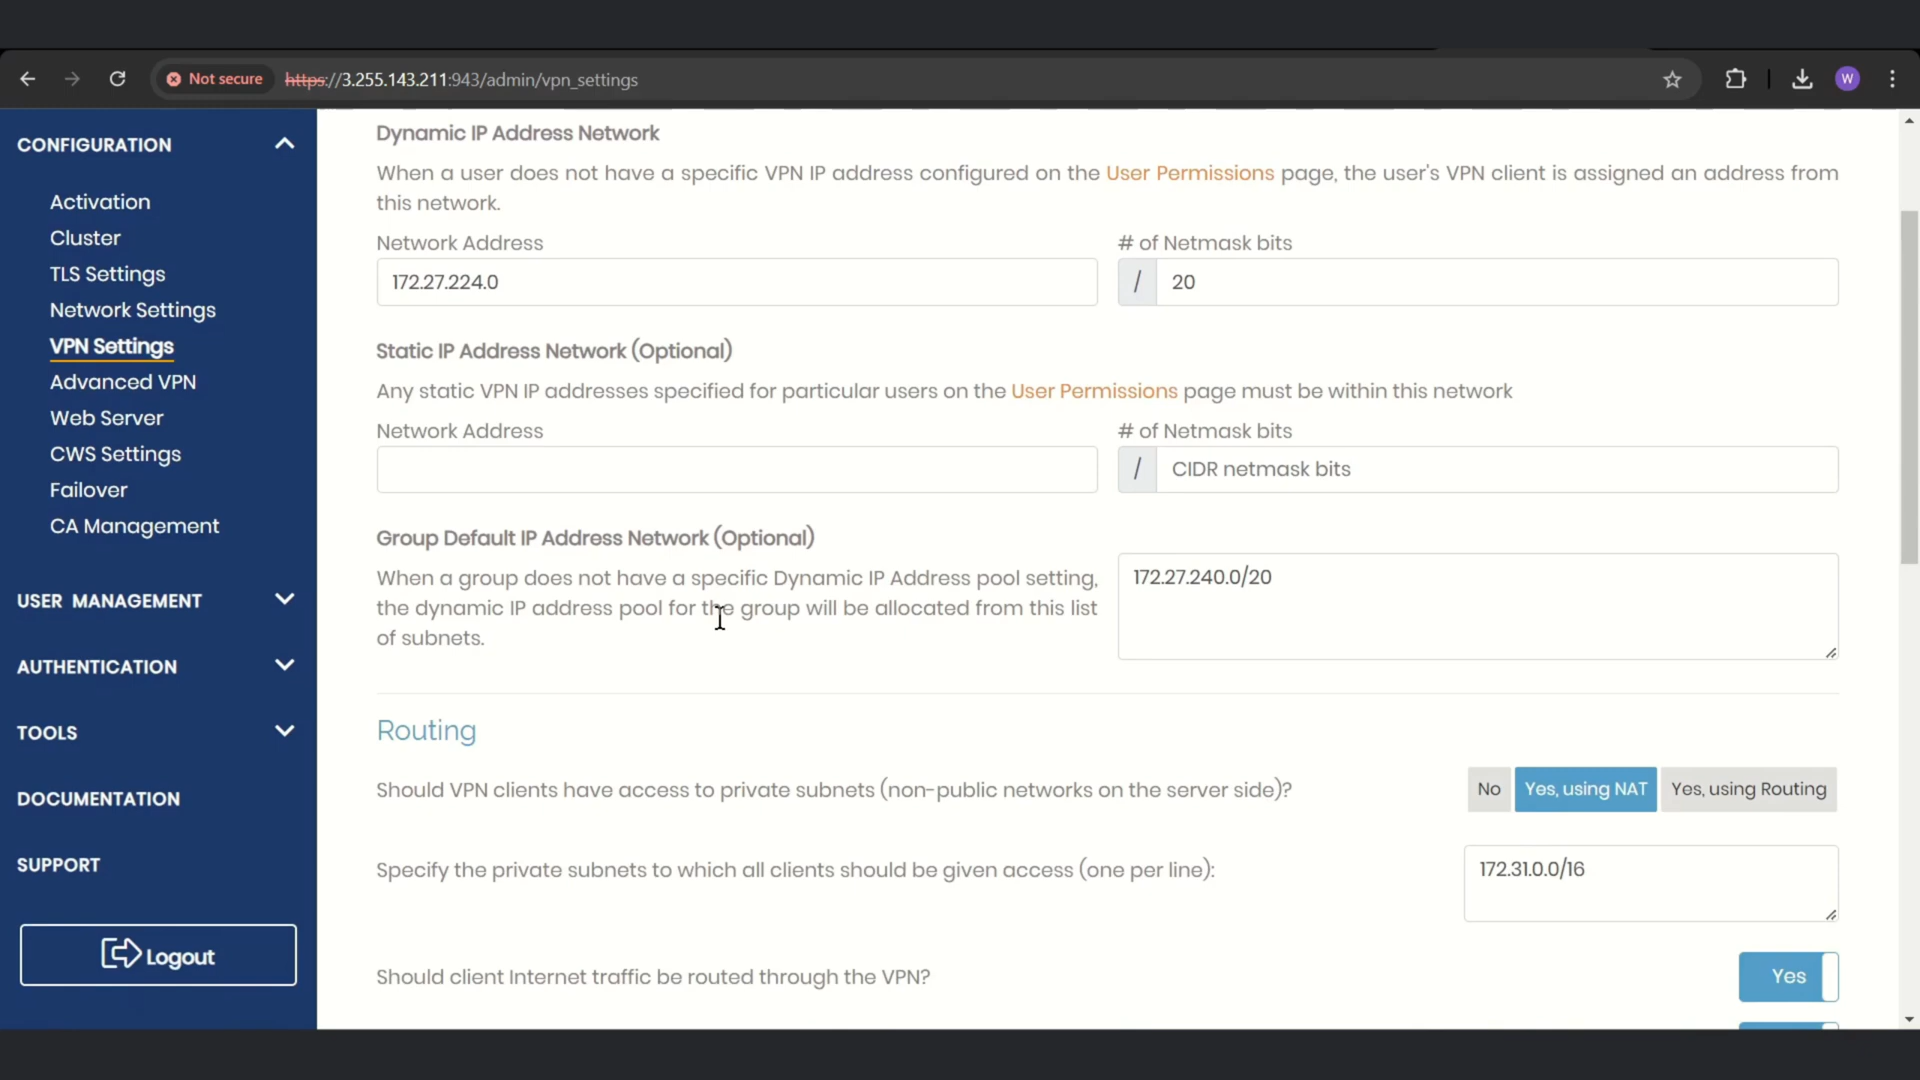 Not secure
https://3.255.143.211:943/admin/vpn_settings
W
CONFIGURATION
Activation
Cluster
TLS Settings
Network Settings
VPN Settings
Advanced VPN
Web Server
CWS Settings
Failover
CA Management
USER MANAGEMENT
AUTHENTICATION
TOOLS
DOCUMENTATION
SUPPORT
Logout
Dynamic IP Address Network
When a user does not have a specific VPN IP address configured on the User Permissions page, the user's VPN client is assigned an address from
this network.
Network Address
# of Netmask bits
172.27.224.0
/ 20
Static IP Address Network (Optional)
Any static VPN IP addresses specified for particular users on the User Permissions page must be within this network
Network Address
# of Netmask bits
/ CIDR netmask bits
Group Default IP Address Network (Optional)
When a group does not have a specific Dynamic IP Address pool setting,
the dynamic IP address pool for the group will be allocated from this list
of subnets.
172.27.240.0/20
Routing
Should VPN clients have access to private subnets (non-public networks on the server side)?
No
Yes, using NAT
Yes, using Routing
Specify the private subnets to which all clients should be given access (one per line):
172.31.0.0/16
Should client Internet traffic be routed through the VPN?
Yes